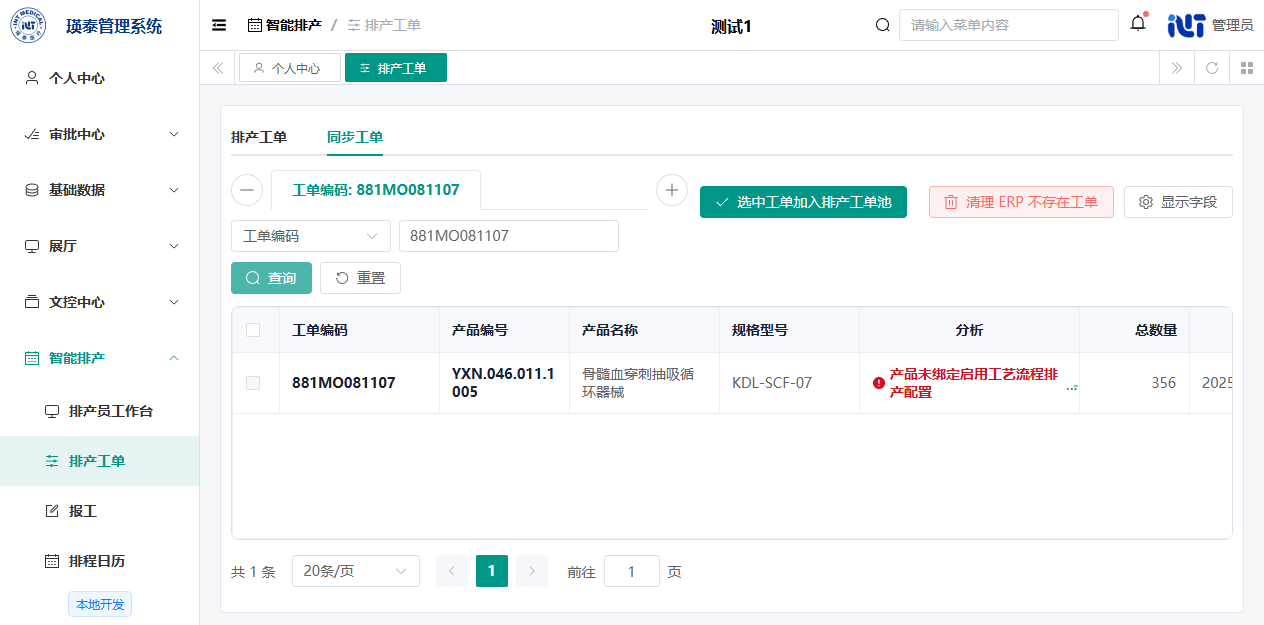 瑛泰管理系统
智能排产 / 排产工单
测试1
请输入菜单内容
管理员
个人中心
排产工单
个人中心
审批中心
基础数据
展厅
文控中心
智能排产
排产员工作台
排产工单
报工
排程日历
本地开发
排产工单 同步工单
工单编码: 881MO081107
选中工单加入排产工单池
清理 ERP 不存在工单
显示字段
工单编码
881MO081107
查询
重置
工单编码 产品编号 产品名称 规格型号 分析 总数量
881MO081107
YXN.046.011.1
005
骨髓血穿刺抽吸循
环器械
KDL-SCF-07
产品未绑定启用工艺流程排
产配置
...
356
2025
共 1 条
20条/页
1
前往 1 页